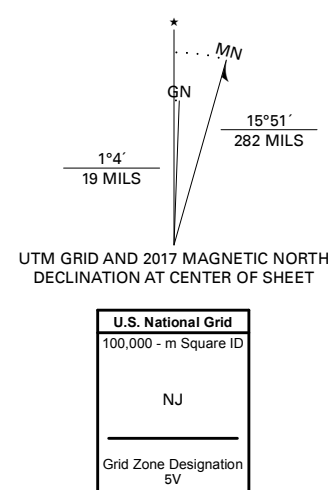 ★
MN
GN
15°51´
282 MILS
1°4´
19 MILS
UTM GRID AND 2017 MAGNETIC NORTH
DECLINATION AT CENTER OF SHEET
U.S. National Grid
100,000 - m Square ID
NJ
Grid Zone Designation
5V